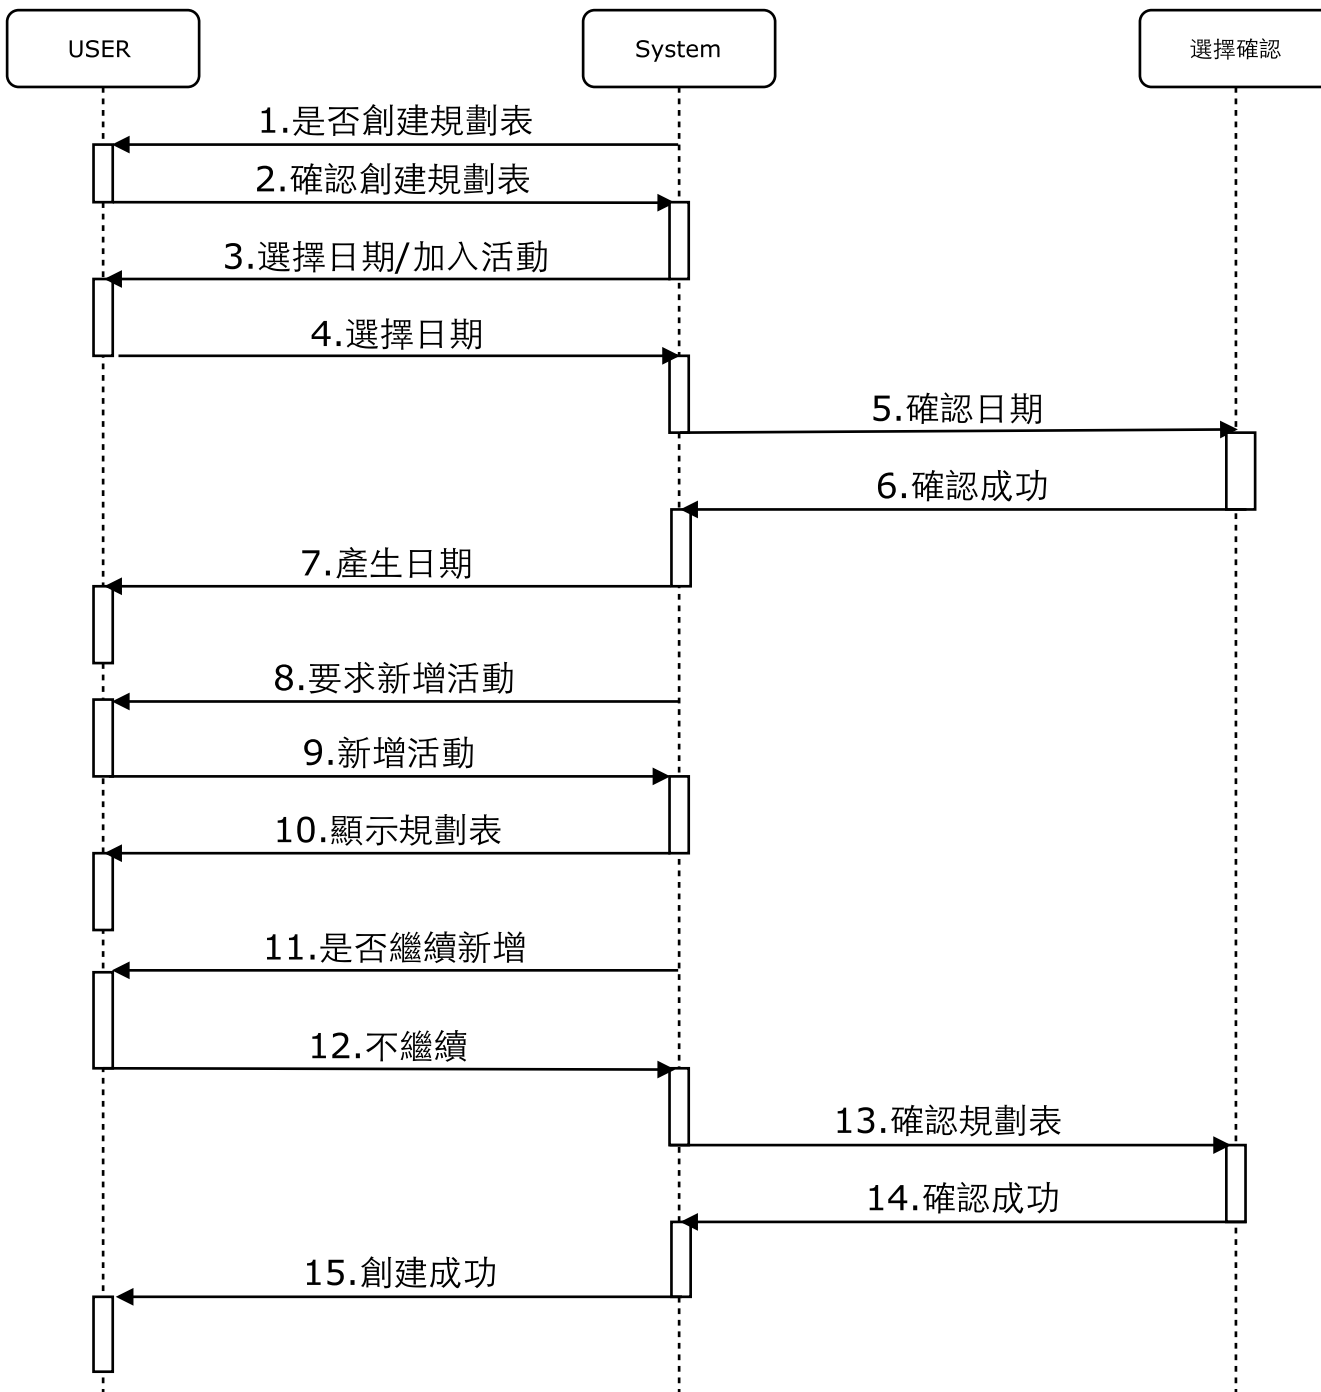 USER
System
選擇確認
1.是否創建規劃表
2.確認創建規劃表
3.選擇日期/加入活動
4.選擇日期
5.確認日期
6.確認成功
7.產生日期
8.要求新增活動
9.新增活動
10.顯示規劃表
11.是否繼續新增
12.不繼續
13.確認規劃表
14.確認成功
15.創建成功